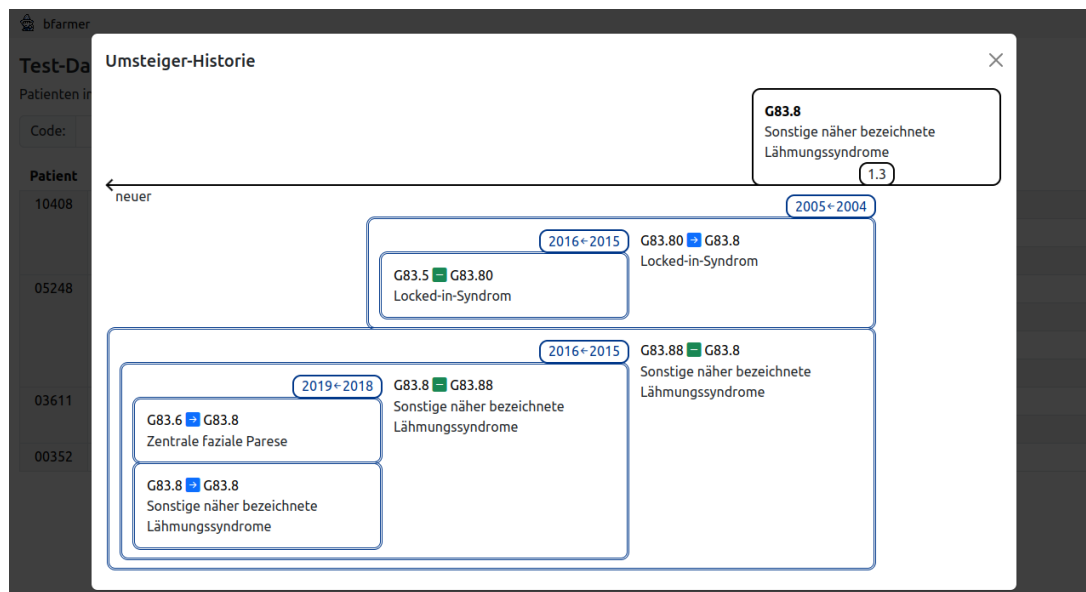 bfarmer
Test-Da
Patienten in
Code:
Patient
10408
05248
03611
00352
Umsteiger-Historie
G83.8
Sonstige näher bezeichnete
Lähmungssyndrome
1.3
neuer
2005←2004
2016←2015
G83.80 → G83.8
Locked-in-Syndrom
G83.5 − G83.80
Locked-in-Syndrom
2016←2015
G83.88 − G83.8
Sonstige näher bezeichnete
Lähmungssyndrome
2019←2018
G83.8 − G83.88
Sonstige näher bezeichnete
Lähmungssyndrome
G83.6 → G83.8
Zentrale faziale Parese
G83.8 → G83.8
Sonstige näher bezeichnete
Lähmungssyndrome